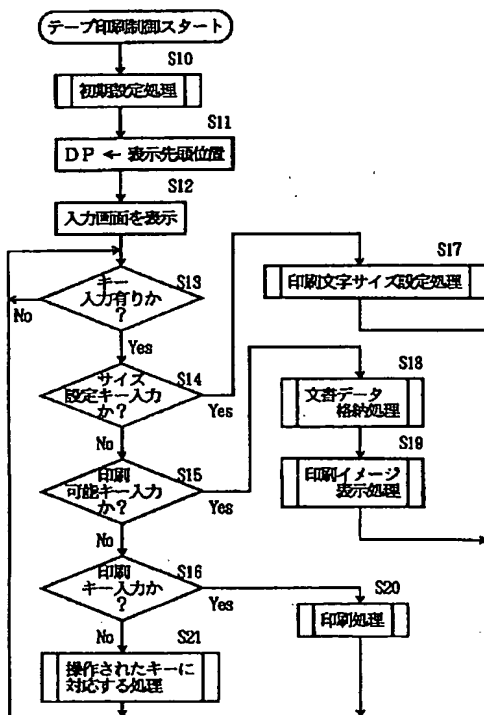 テープ印刷制御スタート
S10
初期設定処理
S11
DP ← 表示先頭位置
S12
入力画面を表示
S13
キー
入力有りか
?
No
Yes
S14
サイズ
設定キー入力
か?
Yes
No
S15
印刷
可能キー入力
か?
Yes
No
S16
印刷
キー入力か
?
Yes
No
S21
操作されたキーに
対応する処理
S17
印刷文字サイズ設定処理
S18
文書データ
格納処理
S19
印刷イメージ
表示処理
S20
印刷処理